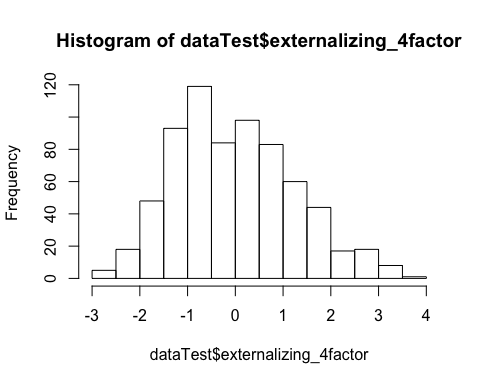 Histogram of dataTest$externalizing_4factor
Frequency
120
80
60
40
20
0
-3 -2 -1 0 1 2 3 4
dataTest$externalizing_4factor